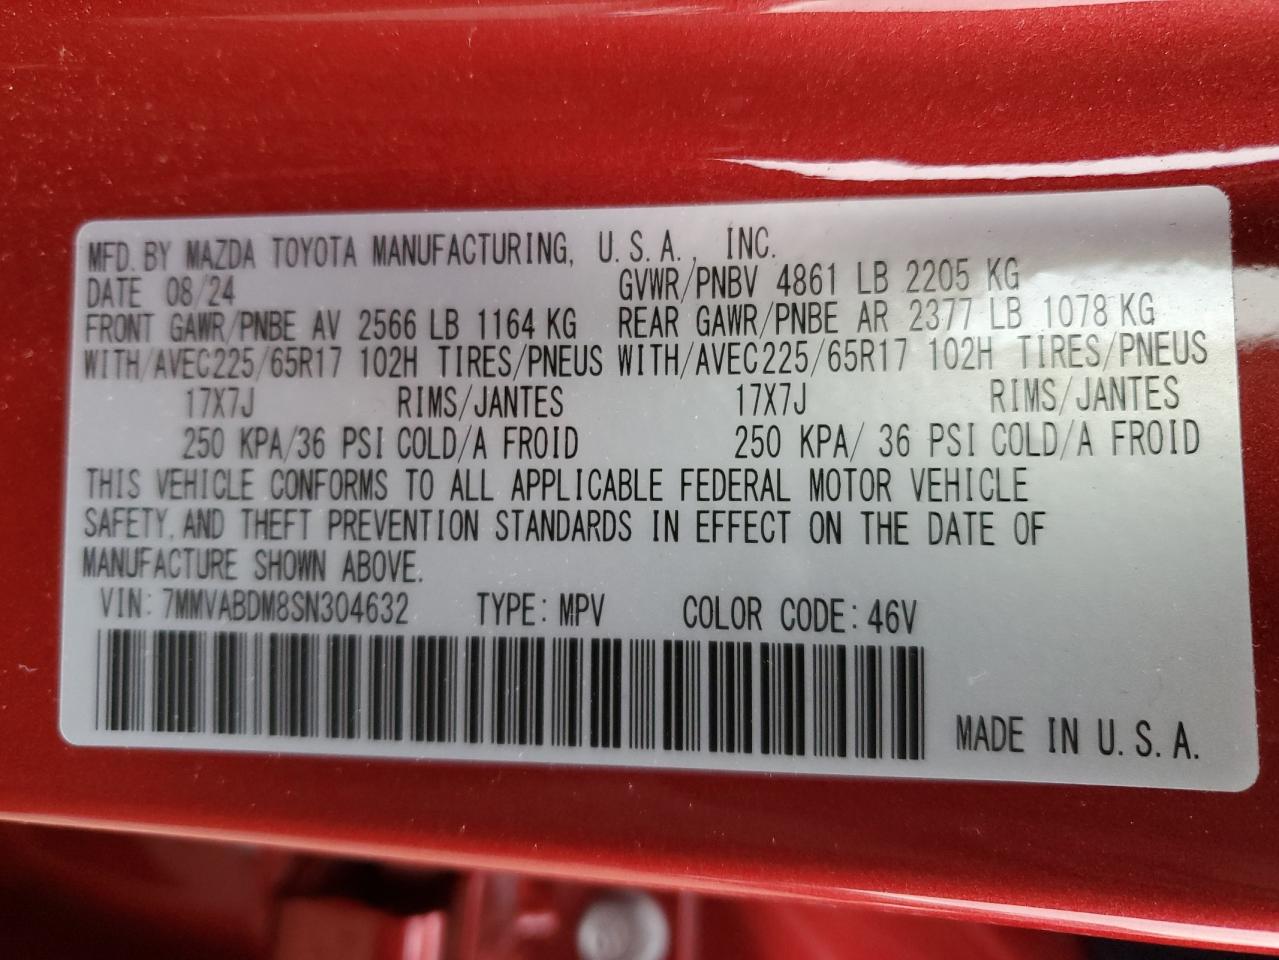 MFD. BY MAZDA TOYOTA MANUFACTURING, U.S.A., INC.
DATE 08/24 GVWR/PNBV 4861 LB 2205 KG
FRONT GAWR/PNBE AV 2566 LB 1164 KG REAR GAWR/PNBE AR 2377 LB 1078 KG
WITH/AVEC225/65R17 102H TIRES/PNEUS WITH/AVEC225/65R17 102H TIRES/PNEUS
17X7J RIMS/JANTES 17X7J RIMS/JANTES
250 KPA/36 PSI COLD/A FROID 250 KPA/ 36 PSI COLD/A FROID
THIS VEHICLE CONFORMS TO ALL APPLICABLE FEDERAL MOTOR VEHICLE
SAFETY, AND THEFT PREVENTION STANDARDS IN EFFECT ON THE DATE OF
MANUFACTURE SHOWN ABOVE.
VIN: 7MMVABDM8SN304632 TYPE: MPV COLOR CODE: 46V
MADE IN U.S.A.